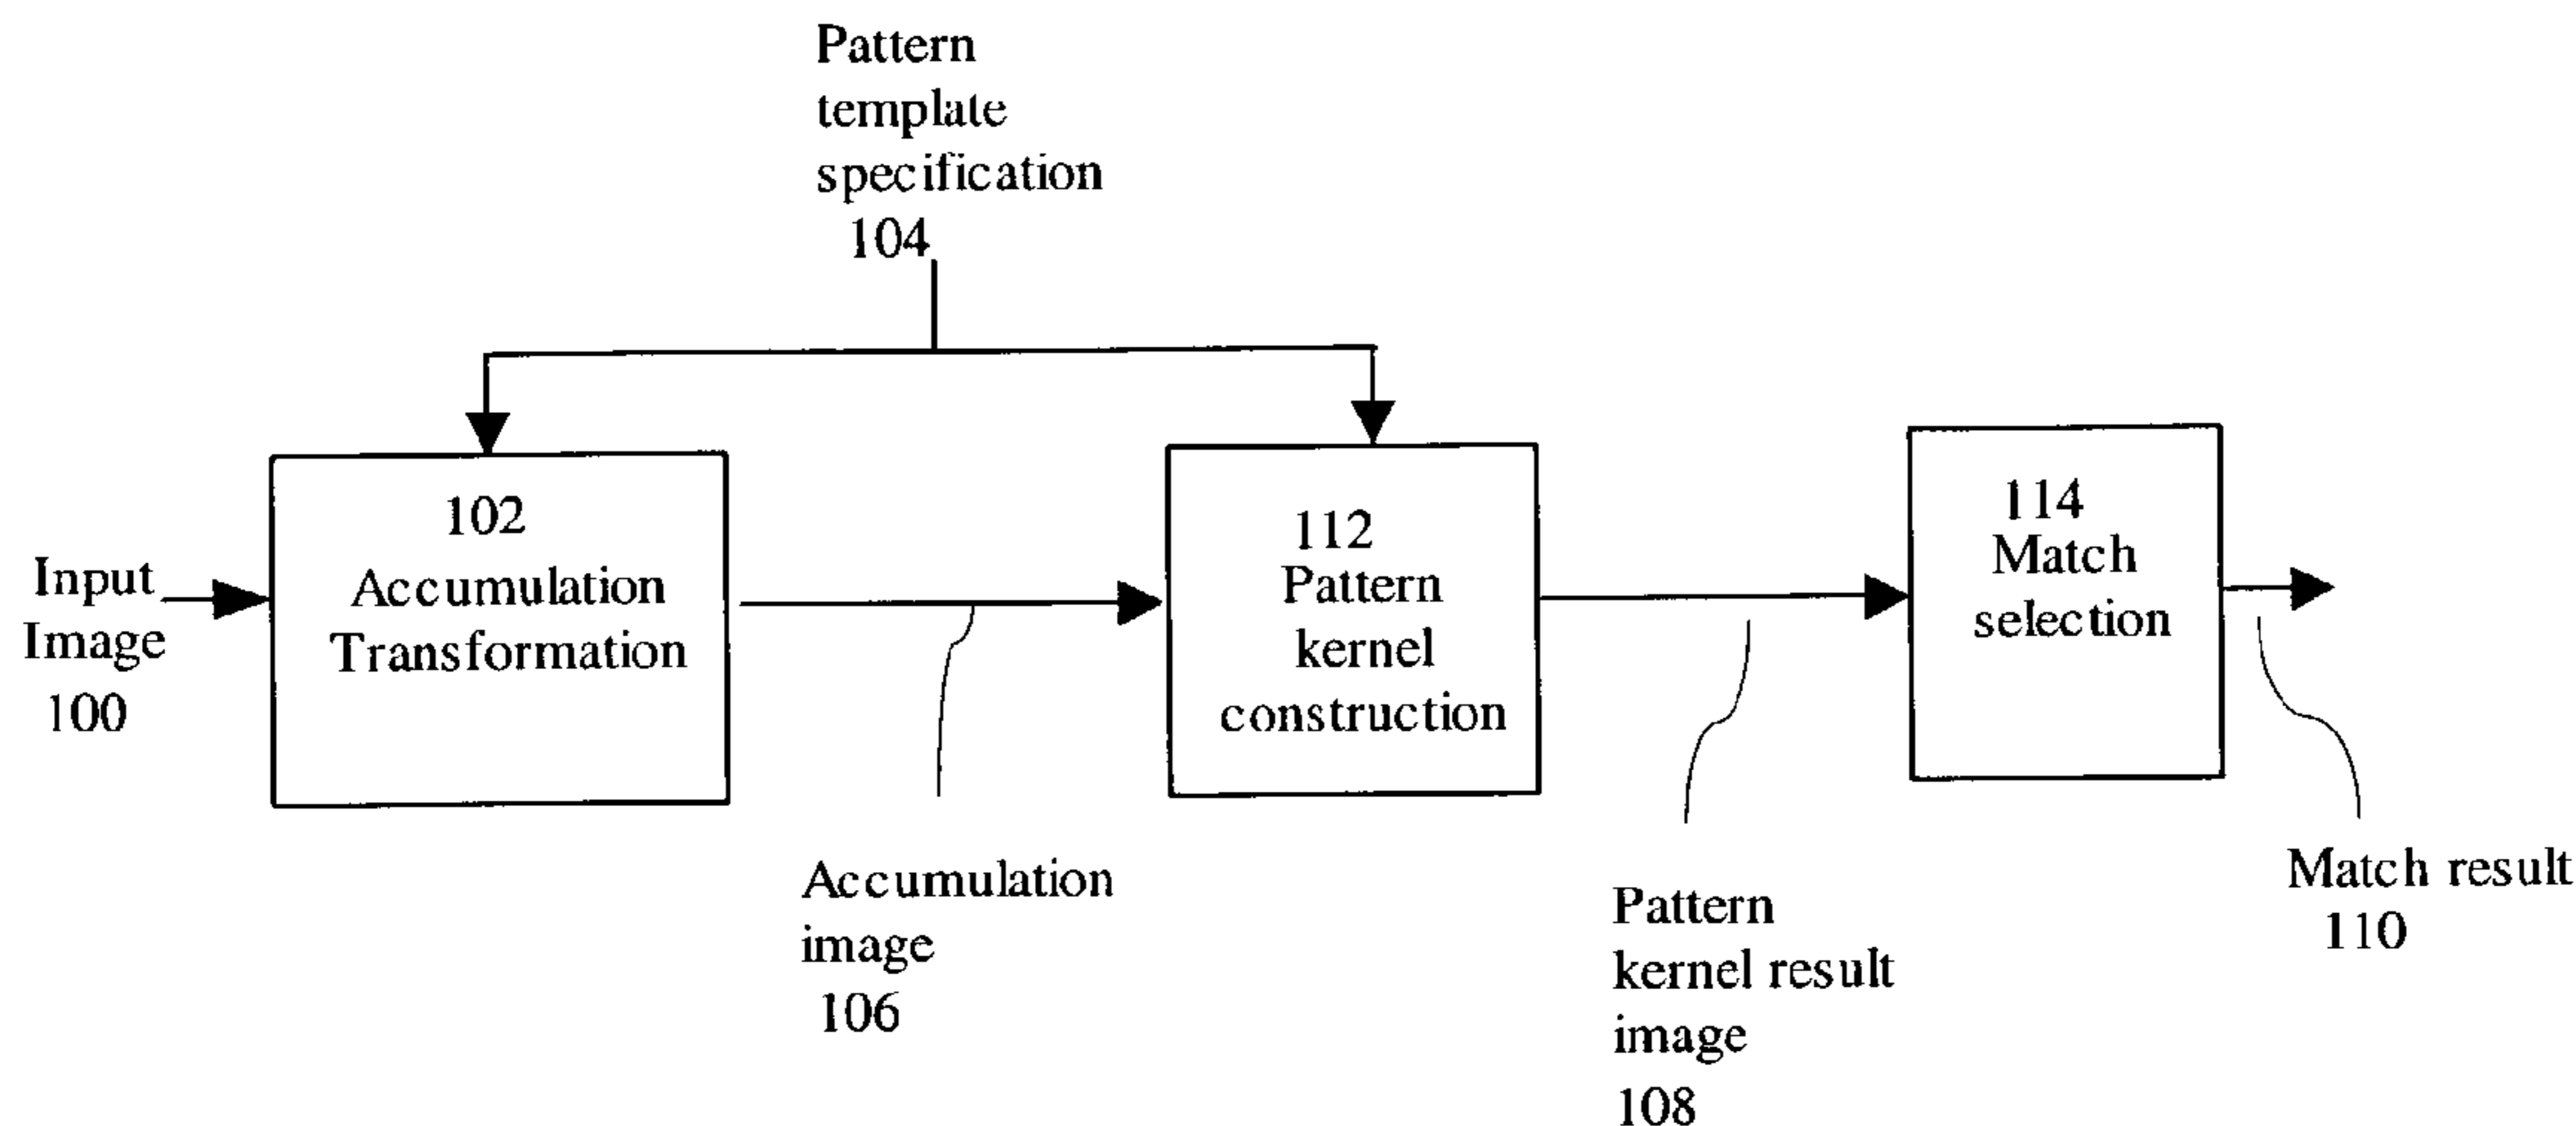 Pattern
template
specification
104
Input
Image
100
102
Accumulation
Transformation
112
Pattern
kernel
construction
114
Match
selection
Accumulation
image
106
Pattern
kernel result
image
108
Match result
110